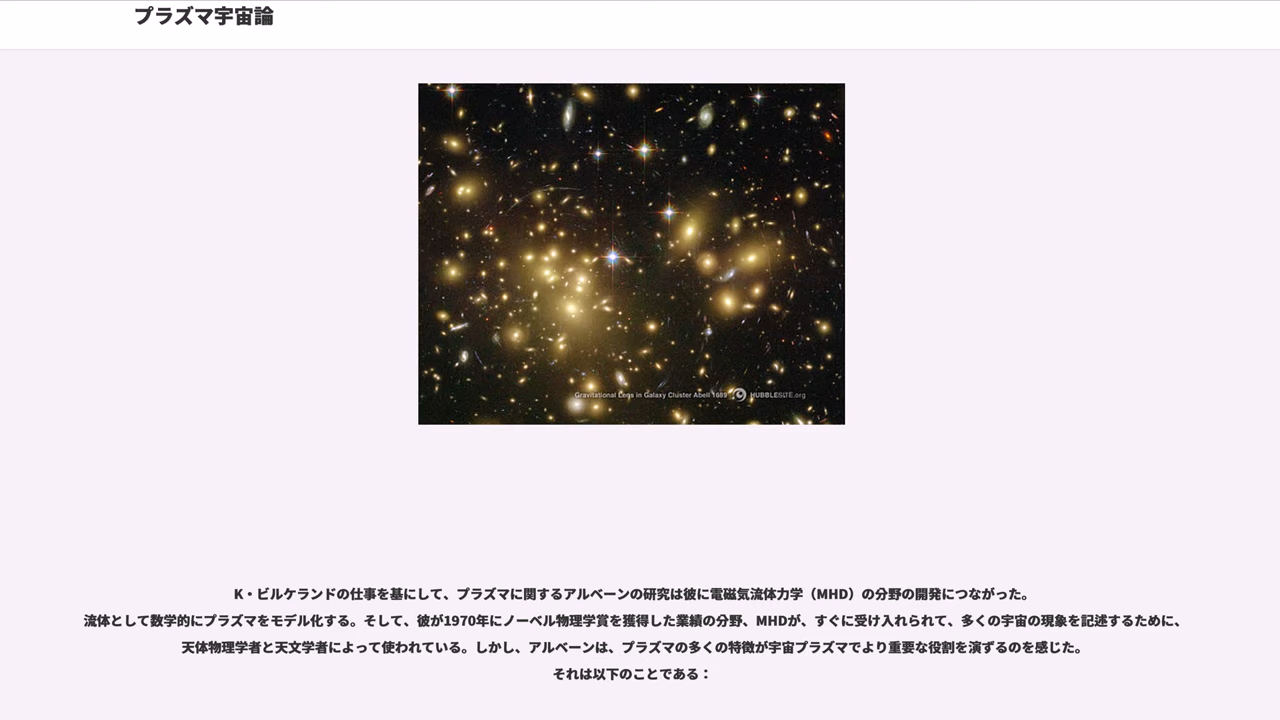 プラズマ宇宙論
Gravitational Lens in Galaxy Cluster Abell 1689 HUBBLESITE.org
K・ビルケランドの仕事を基にして、プラズマに関するアルベーンの研究は彼に電磁気流体力学（MHD）の分野の開発につながった。
流体として数学的にプラズマをモデル化する。そして、彼が1970年にノーベル物理学賞を獲得した業績の分野、MHDが、すぐに受け入れられて、多くの宇宙の現象を記述するために、
天体物理学者と天文学者によって使われている。しかし、アルベーンは、プラズマの多くの特徴が宇宙プラズマでより重要な役割を演ずるのを感じた。
それは以下のことである：